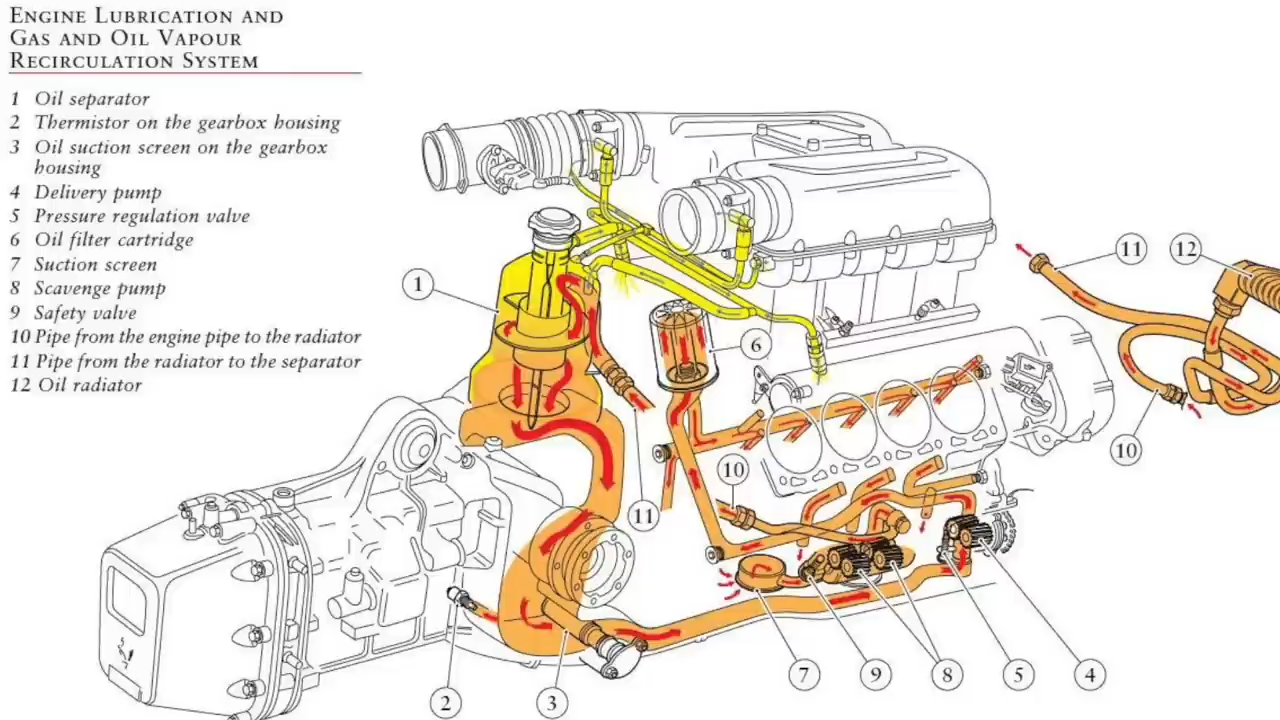 ENGINE LUBRICATION AND
GAS AND OIL VAPOUR
RECIRCULATION SYSTEM
1 Oil separator
2 Thermistor on the gearbox housing
3 Oil suction screen on the gearbox
housing
4 Delivery pump
5 Pressure regulation valve
6 Oil filter cartridge
7 Suction screen
8 Scavenge pump
9 Safety valve
10 Pipe from the engine pipe to the radiator
11 Pipe from the radiator to the separator
12 Oil radiator
11
12
1
6
10
10
11
7
9
8
5
4
2
3